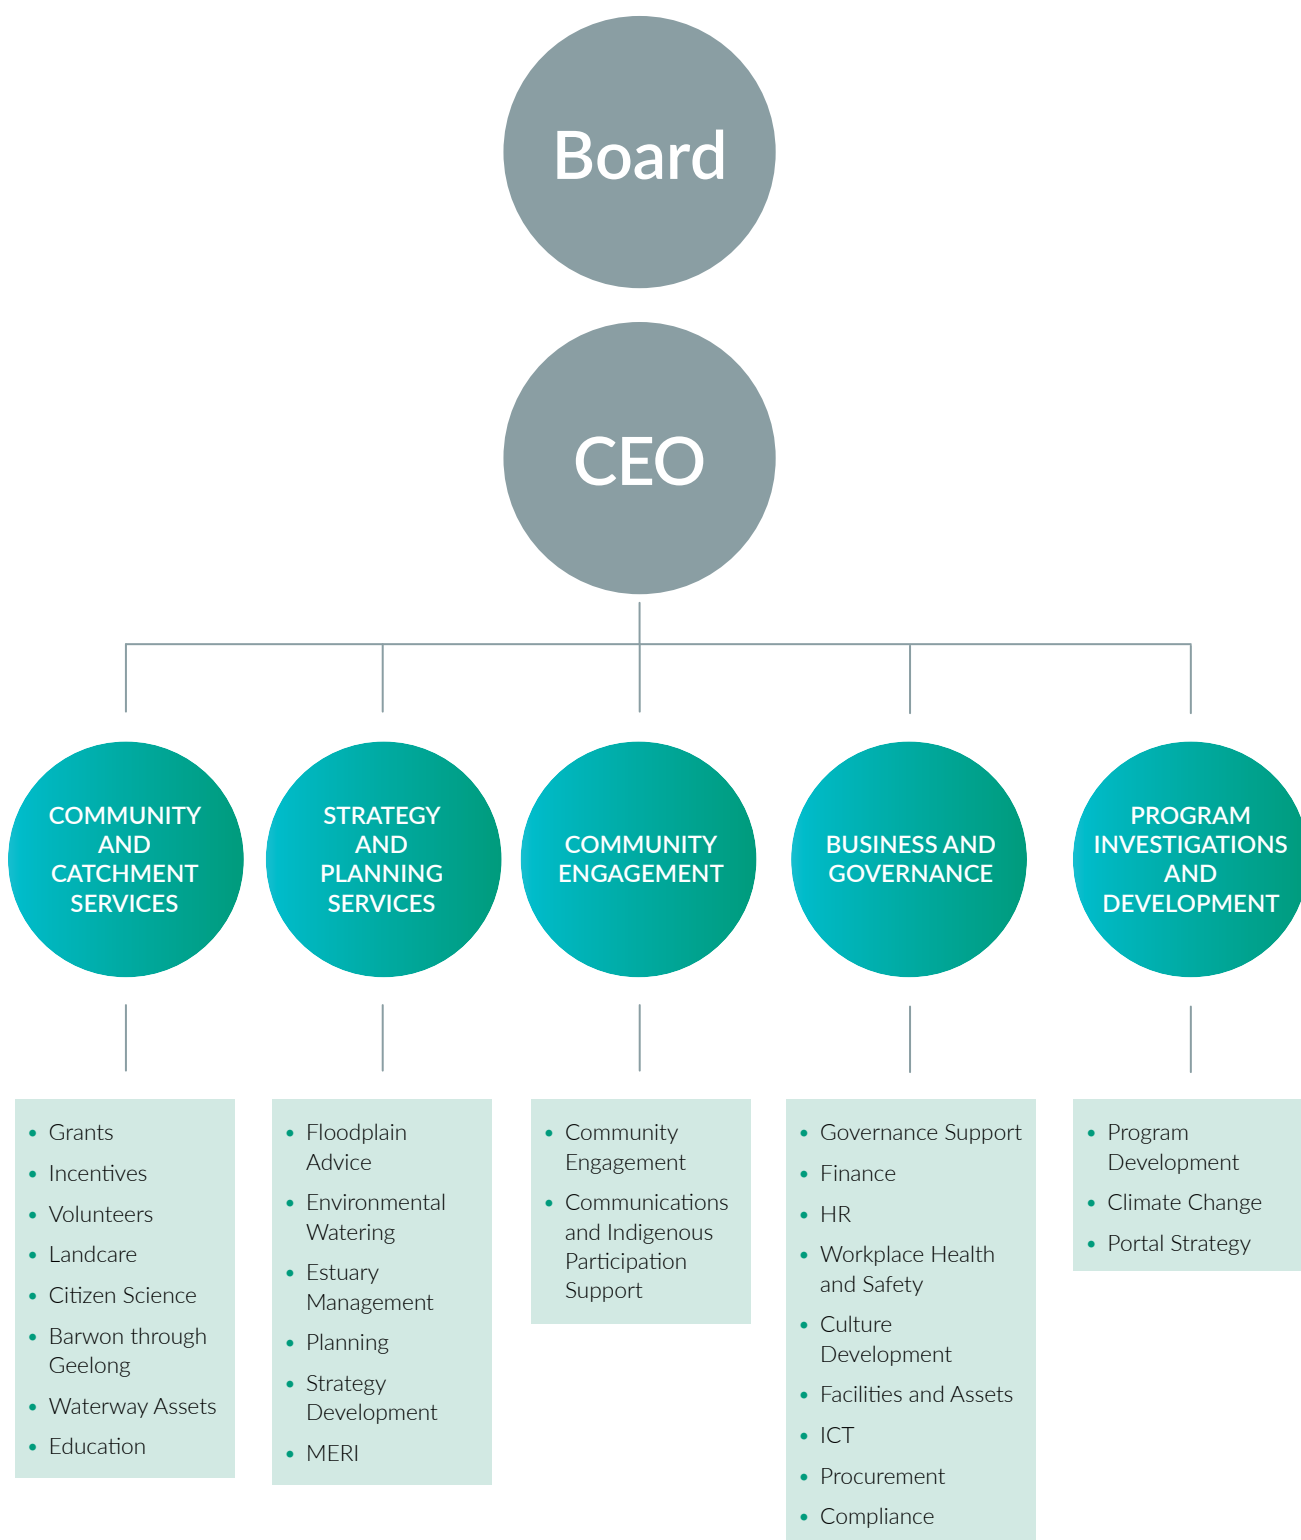 Board
CEO
COMMUNITY
AND
CATCHMENT
SERVICES
STRATEGY
AND
PLANNING
SERVICES
COMMUNITY
ENGAGEMENT
BUSINESS AND
GOVERNANCE
PROGRAM
INVESTIGATIONS
AND
DEVELOPMENT
• Grants
• Incentives
• Volunteers
• Landcare
• Citizen Science
• Barwon through
Geelong
• Waterway Assets
• Education
• Floodplain
Advice
• Environmental
Watering
• Estuary
Management
• Planning
• Strategy
Development
• MERI
• Community
Engagement
• Communications
and Indigenous
Participation
Support
• Governance Support
• Finance
• HR
• Workplace Health
and Safety
• Culture
Development
• Facilities and Assets
• ICT
• Procurement
• Compliance
• Program
Development
• Climate Change
• Portal Strategy